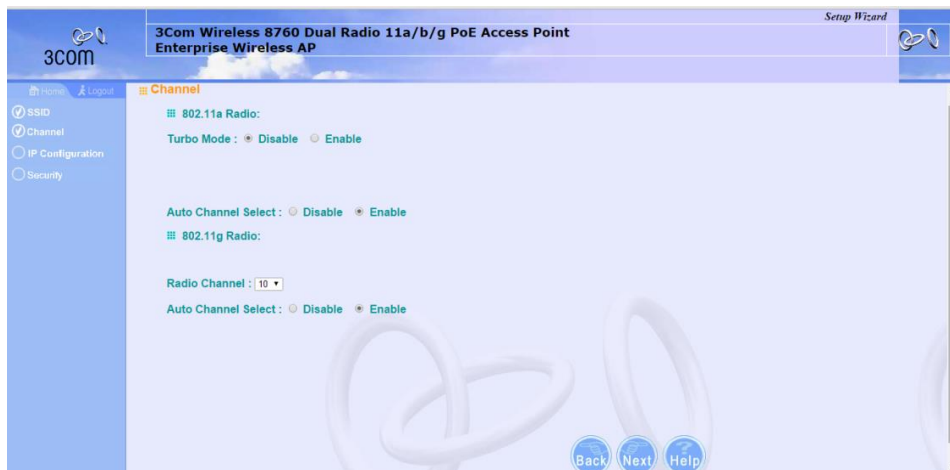 Setup Wizard
3Com Wireless 8760 Dual Radio 11a/b/g PoE Access Point
Enterprise Wireless AP
3COM
Home Logout
SSID
Channel
IP Configuration
Security
Channel
802.11a Radio:
Turbo Mode : Disable Enable
Auto Channel Select : Disable Enable
802.11g Radio:
Radio Channel : 10
Auto Channel Select : Disable Enable
Back Next Help